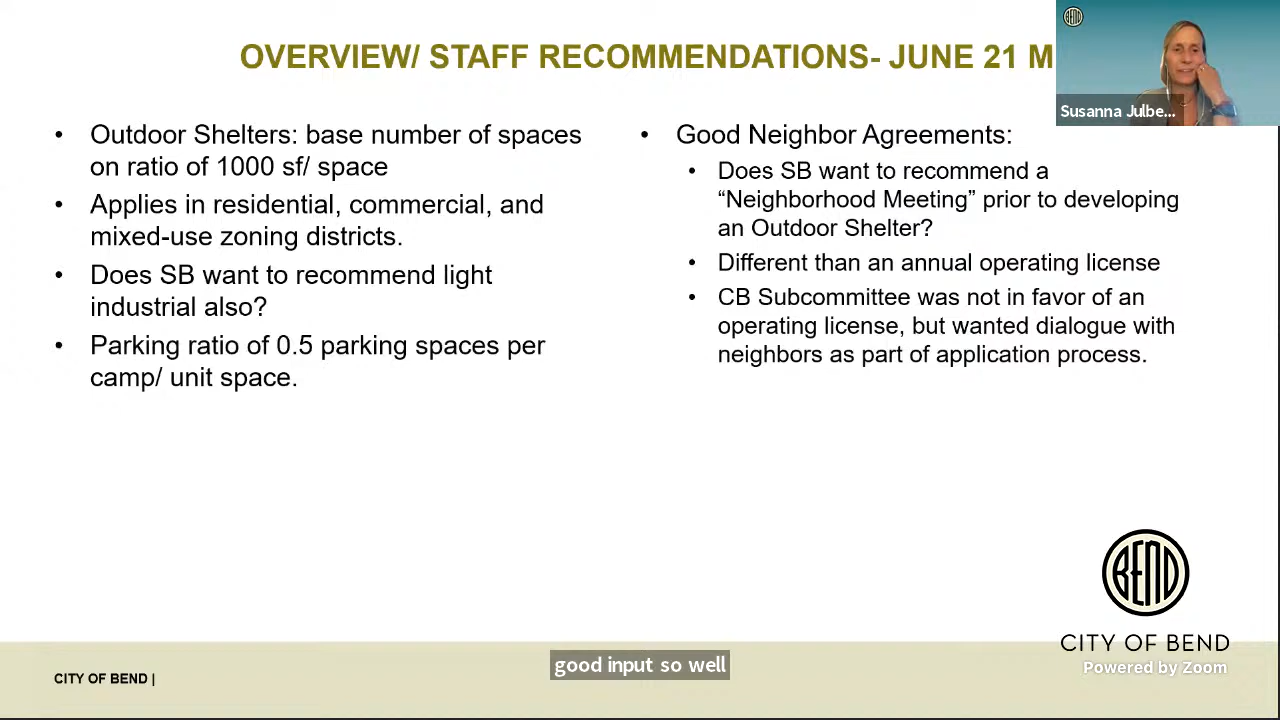 OVERVIEW/ STAFF RECOMMENDATIONS- JUNE 21 M
BEND
Susanna Julbe...
• Outdoor Shelters: base number of spaces
on ratio of 1000 sf/ space
• Applies in residential, commercial, and
mixed-use zoning districts.
• Does SB want to recommend light
industrial also?
• Parking ratio of 0.5 parking spaces per
camp/ unit space.
• Good Neighbor Agreements:
• Does SB want to recommend a
“Neighborhood Meeting” prior to developing
an Outdoor Shelter?
• Different than an annual operating license
• CB Subcommittee was not in favor of an
operating license, but wanted dialogue with
neighbors as part of application process.
BEND
CITY OF BEND
Powered by Zoom
good input so well
CITY OF BEND |